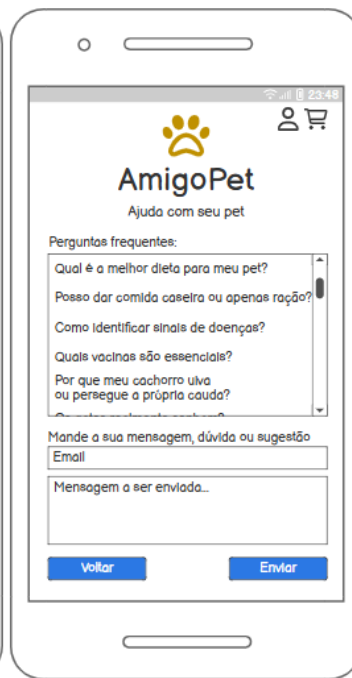 23:48
AmigoPet
Ajuda com seu pet
Perguntas frequentes:
Qual é a melhor dieta para meu pet?
Posso dar comida caseira ou apenas ração?
Como identificar sinais de doenças?
Quais vacinas são essenciais?
Por que meu cachorro uiva
ou persegue a própria cauda?
Mande a sua mensagem, dúvida ou sugestão
Email
Mensagem a ser enviada...
Voltar
Enviar